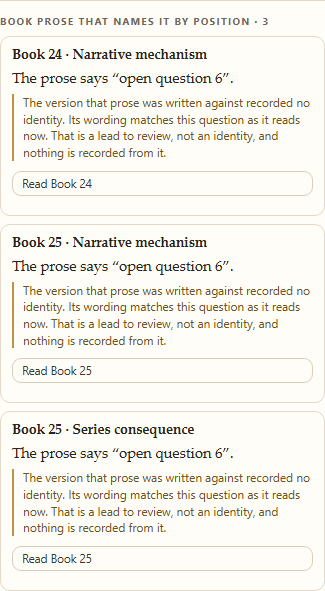 BOOK PROSE THAT NAMES IT BY POSITION · 3
Book 24 · Narrative mechanism
The prose says “open question 6”.
The version that prose was written against recorded no
identity. Its wording matches this question as it reads
now. That is a lead to review, not an identity, and
nothing is recorded from it.
Read Book 24
Book 25 · Narrative mechanism
The prose says “open question 6”.
The version that prose was written against recorded no
identity. Its wording matches this question as it reads
now. That is a lead to review, not an identity, and
nothing is recorded from it.
Read Book 25
Book 25 · Series consequence
The prose says “open question 6”.
The version that prose was written against recorded no
identity. Its wording matches this question as it reads
now. That is a lead to review, not an identity, and
nothing is recorded from it.
Read Book 25